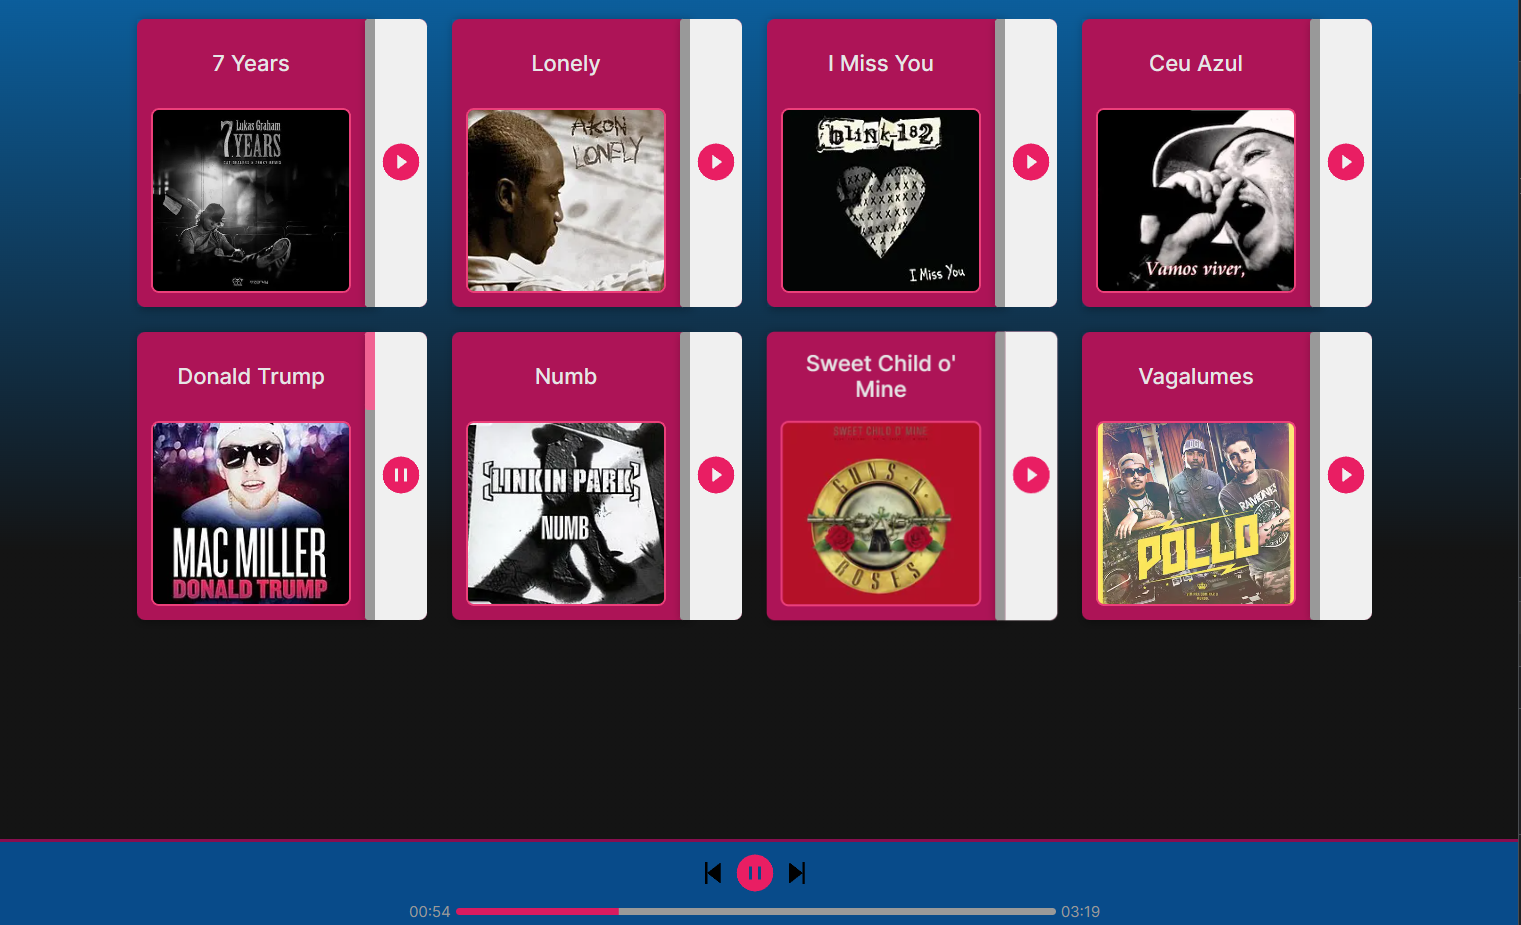 7 Years
Lonely
I Miss You
Ceu Azul
Lukas Graham
7 YEARS
AKON
LONELY
blink-182
I Miss You
Vamos viver,
Donald Trump
Numb
Sweet Child o'
Mine
Vagalumes
MAC MILLER
DONALD TRUMP
LINKIN PARK
NUMB
SWEET CHILD O' MINE
GUNS N'
ROSES
RAMONES
POLLO
00:54
03:19